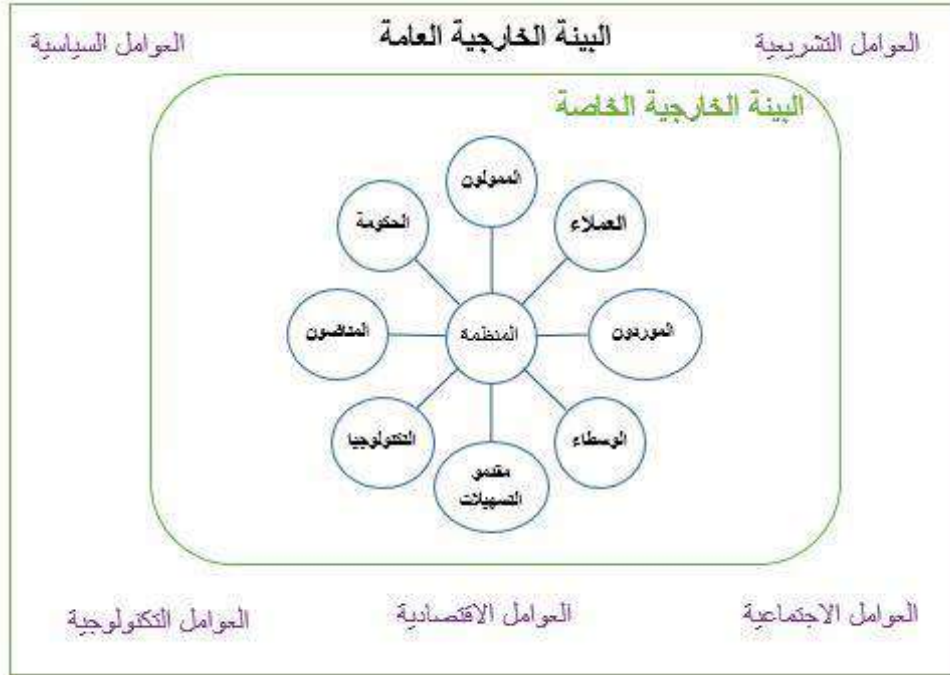 البيئة الخارجية العامة
العوامل التشريعية
العوامل السياسية
البيئة الخارجية الخاصة
الممولون
العملاء
الحكومة
الموردون
المنظمة
المنافسون
الوسطاء
التكنولوجيا
مقدمو
التسهيلات
العوامل الاجتماعية
العوامل الاقتصادية
العوامل التكنولوجية